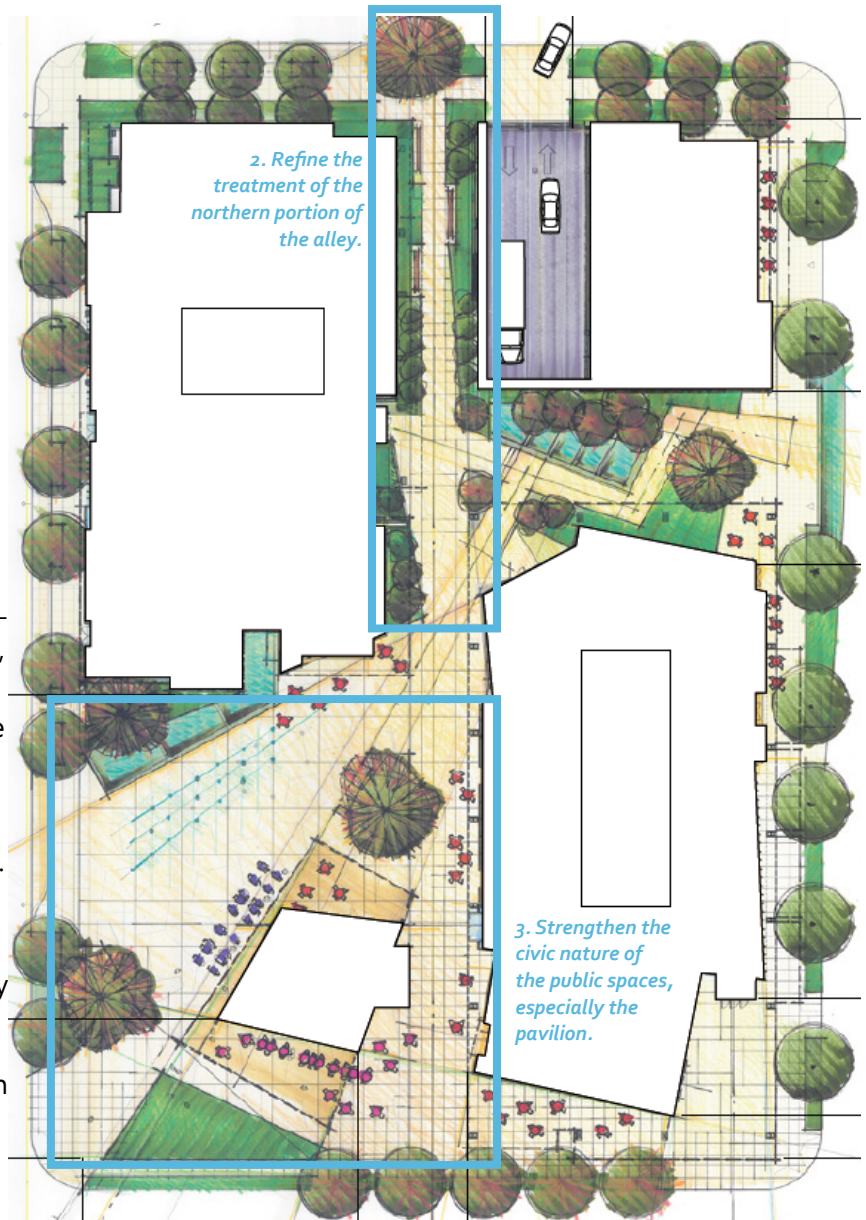 2. Refine the
treatment of the
northern portion of
the alley.
3. Strengthen the
civic nature of
the public spaces,
especially the
pavilion.